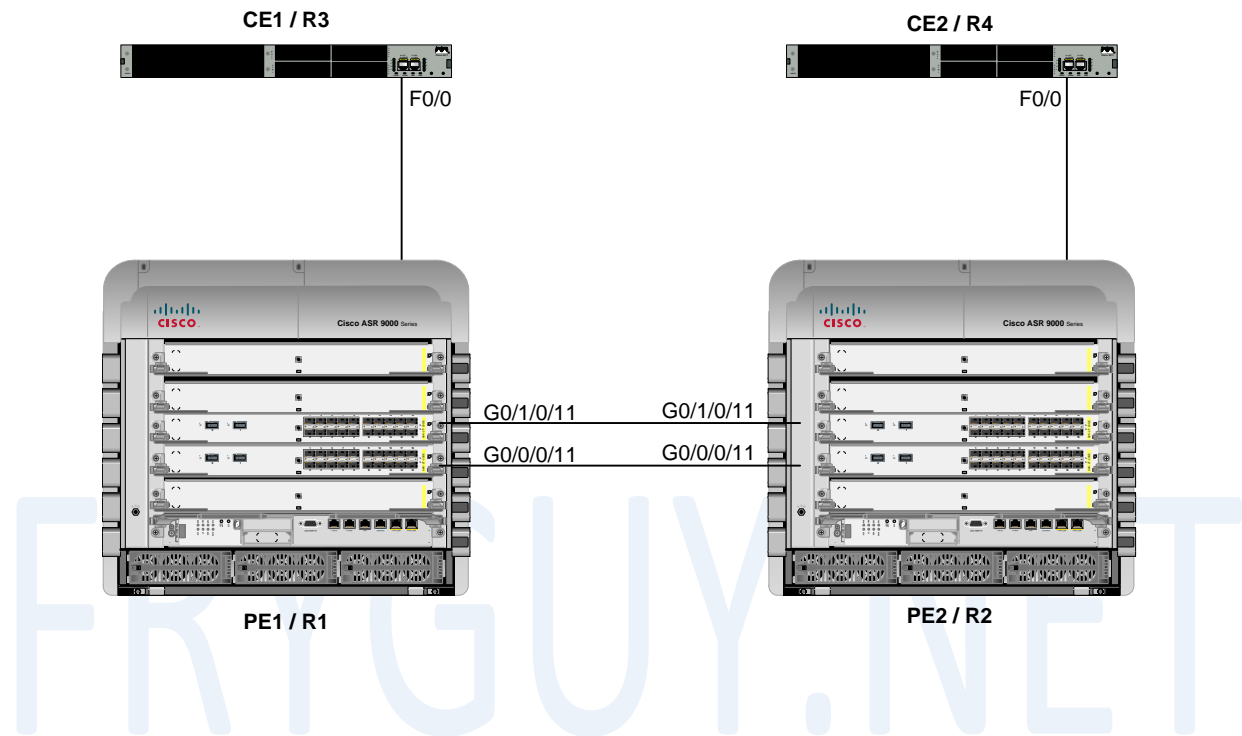 CE1 / R3
CE2 / R4
F0/0
F0/0
CISCO
Cisco ASR 9000 Series
CISCO
Cisco ASR 9000 Series
G0/1/0/11
G0/1/0/11
G0/0/0/11
G0/0/0/11
PE1 / R1
PE2 / R2
FRYGUY.NET